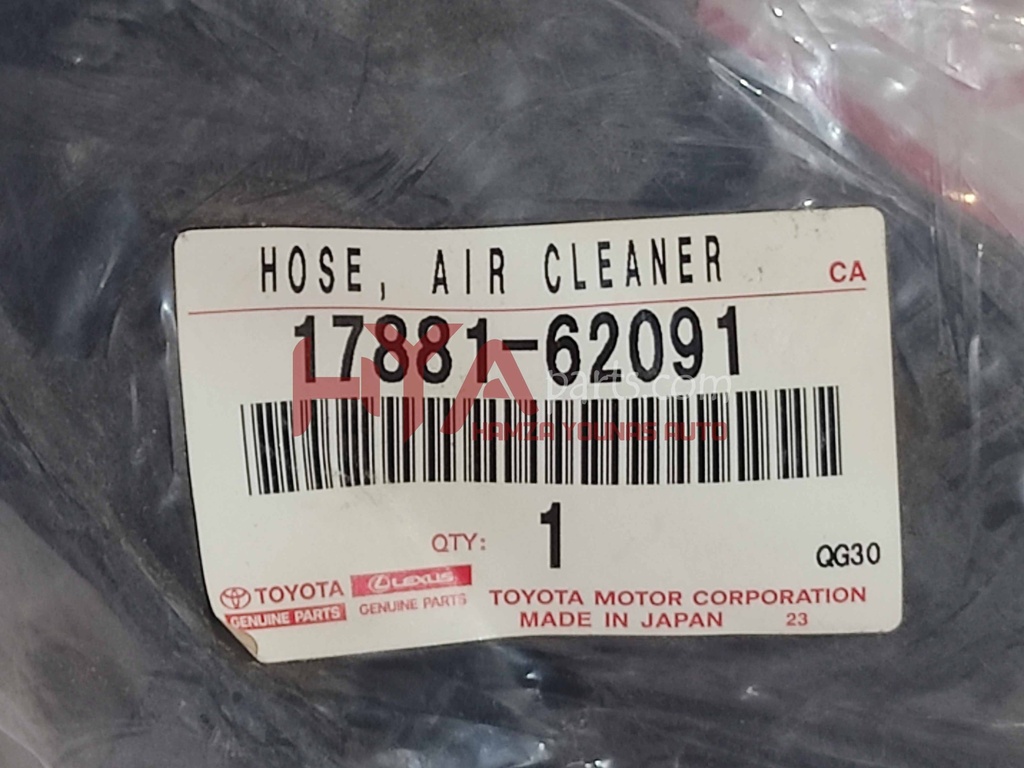 HOSE, AIR CLEANER
CA
17881-62091
HYA parts.com
HAMZA YOUNAS AUTO
QTY: 1
QG30
TOYOTA LEXUS
GENUINE PARTS GENUINE PARTS
TOYOTA MOTOR CORPORATION
MADE IN JAPAN 23